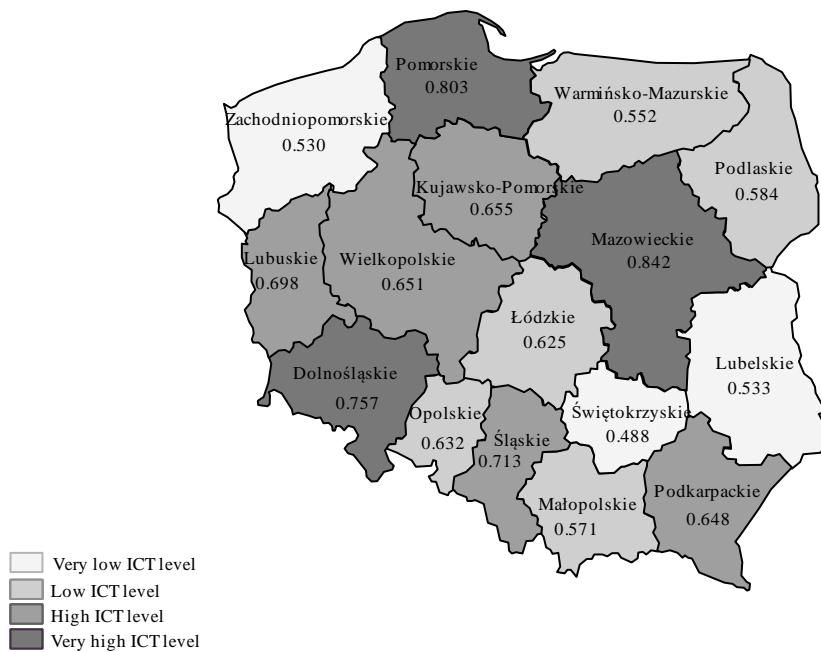 Pomorskie
0.803
Warmińsko-Mazurskie
0.552
Zachodniopomorskie
0.530
Podlaskie
0.584
Kujawsko-Pomorskie
0.655
Mazowieckie
0.842
Lubuskie
0.698
Wielkopolskie
0.651
Łódzkie
0.625
Lubelskie
0.533
Dolnośląskie
0.757
Opolskie
0.632
Śląskie
0.713
Świętokrzyskie
0.488
Małopolskie
0.571
Podkarpackie
0.648
Very low ICT level
Low ICT level
High ICT level
Very high ICT level